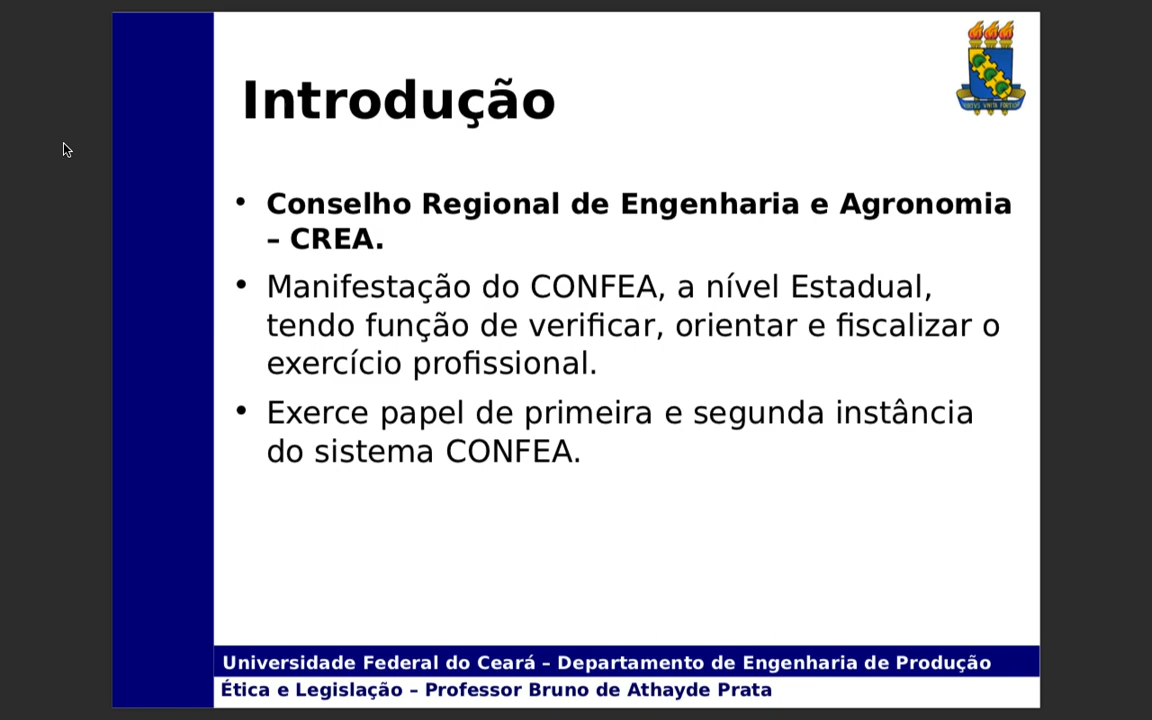 Introdução
• Conselho Regional de Engenharia e Agronomia
– CREA.
• Manifestação do CONFEA, a nível Estadual,
tendo função de verificar, orientar e fiscalizar o
exercício profissional.
• Exerce papel de primeira e segunda instância
do sistema CONFEA.
Universidade Federal do Ceará – Departamento de Engenharia de Produção
Ética e Legislação – Professor Bruno de Athayde Prata